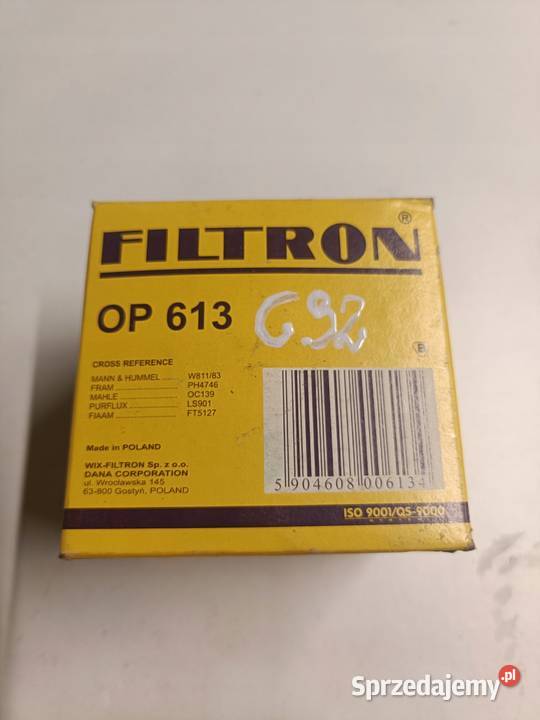 FILTRON®
OP 613 C92
B
CROSS REFERENCE
MANN & HUMMEL ..... W811/83
FRAM .................... PH4746
MAHLE .................. OC139
PURFLUX .............. LS901
FIAAM ................... FT5127
Made in POLAND
WIX-FILTRON Sp. z o.o.
DANA CORPORATION
ul. Wrocławska 145
63-800 Gostyń, POLAND
5 904608 006134
ISO 9001/QS-9000
Sprzedajemy.pl